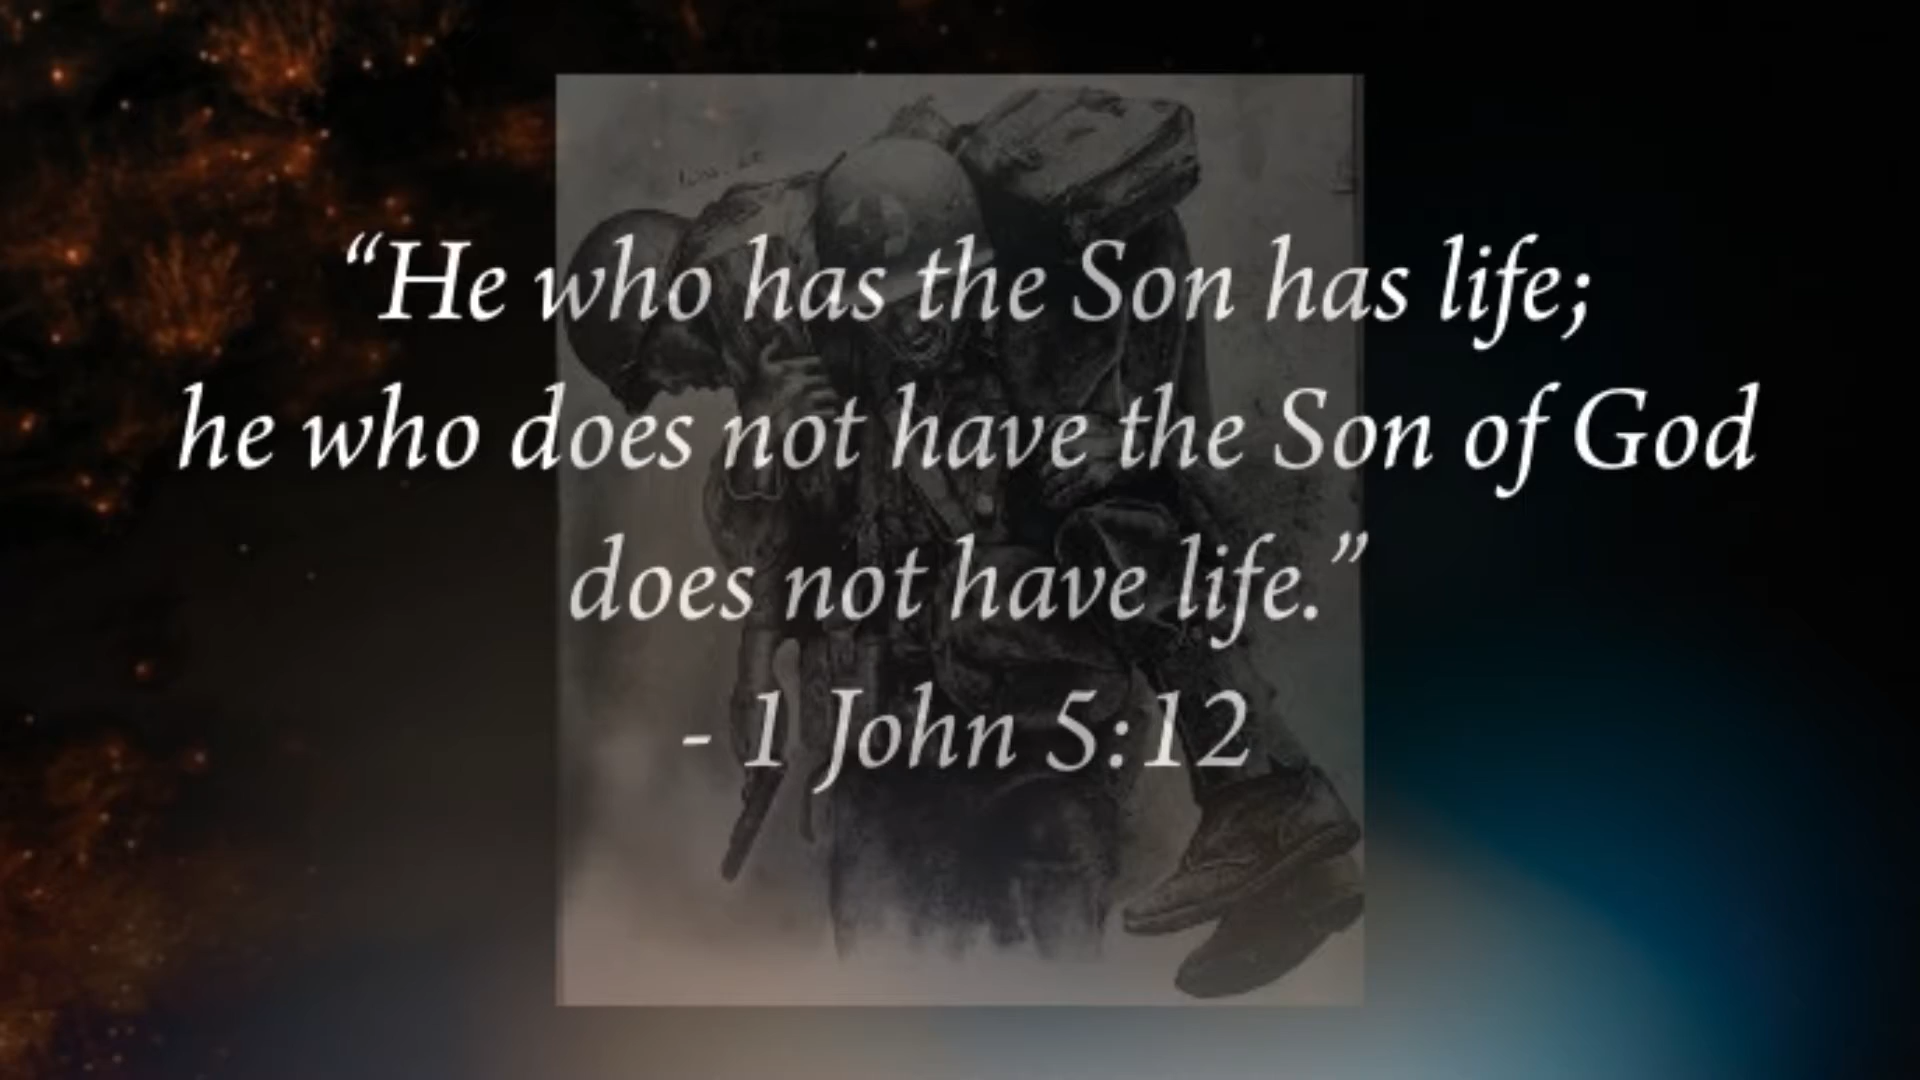 “He who has the Son has life;
he who does not have the Son of God
does not have life.”
- 1 John 5:12